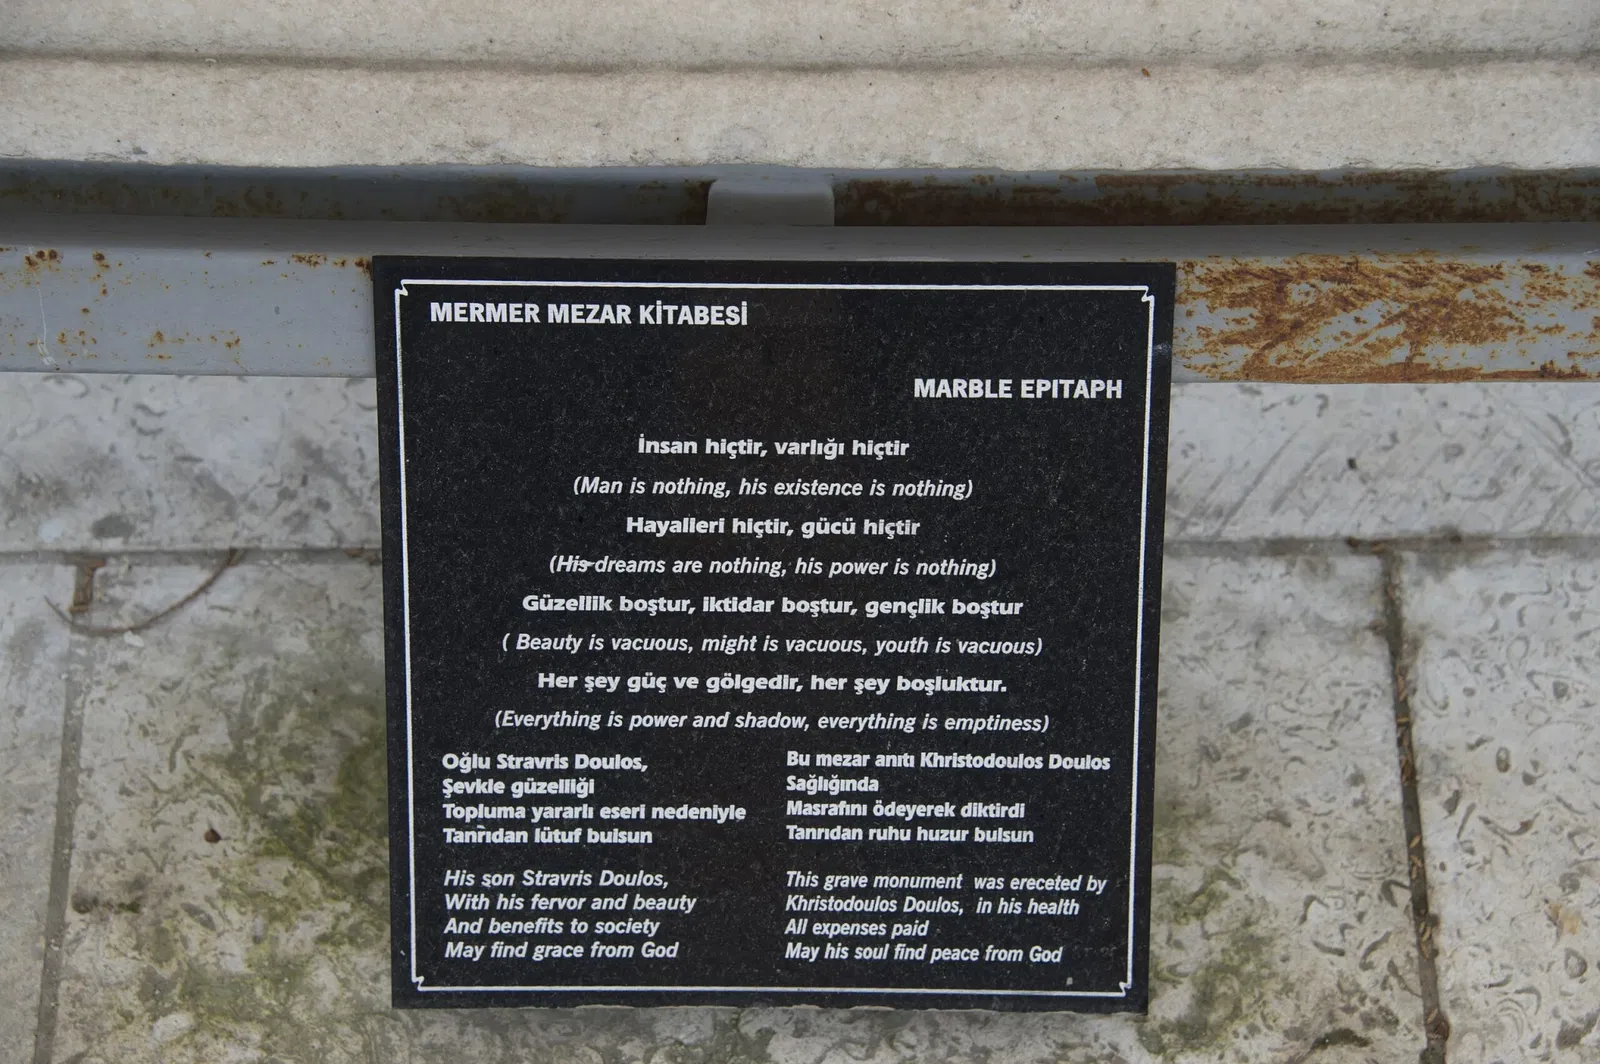 MERMER MEZAR KİTABESİ
MARBLE EPITAPH
İnsan hiçtir, varlığı hiçtir
(Man is nothing, his existence is nothing)
Hayalleri hiçtir, gücü hiçtir
(His dreams are nothing, his power is nothing)
Güzellik boştur, iktidar boştur, gençlik boştur
( Beauty is vacuous, might is vacuous, youth is vacuous)
Her şey güç ve gölgedir, her şey boşluktur.
(Everything is power and shadow, everything is emptiness)
Oğlu Stravris Doulos,
Şevkle güzelliği
Topluma yararlı eseri nedeniyle
Tanrıdan lütuf bulsun
Bu mezar anıtı Khristodoulos Doulos
Sağlığında
Masrafını ödeyerek diktirdi
Tanrıdan ruhu huzur bulsun
His son Stravris Doulos,
With his fervor and beauty
And benefits to society
May find grace from God
This grave monument was ereceted by
Khristodoulos Doulos, in his health
All expenses paid
May his soul find peace from God